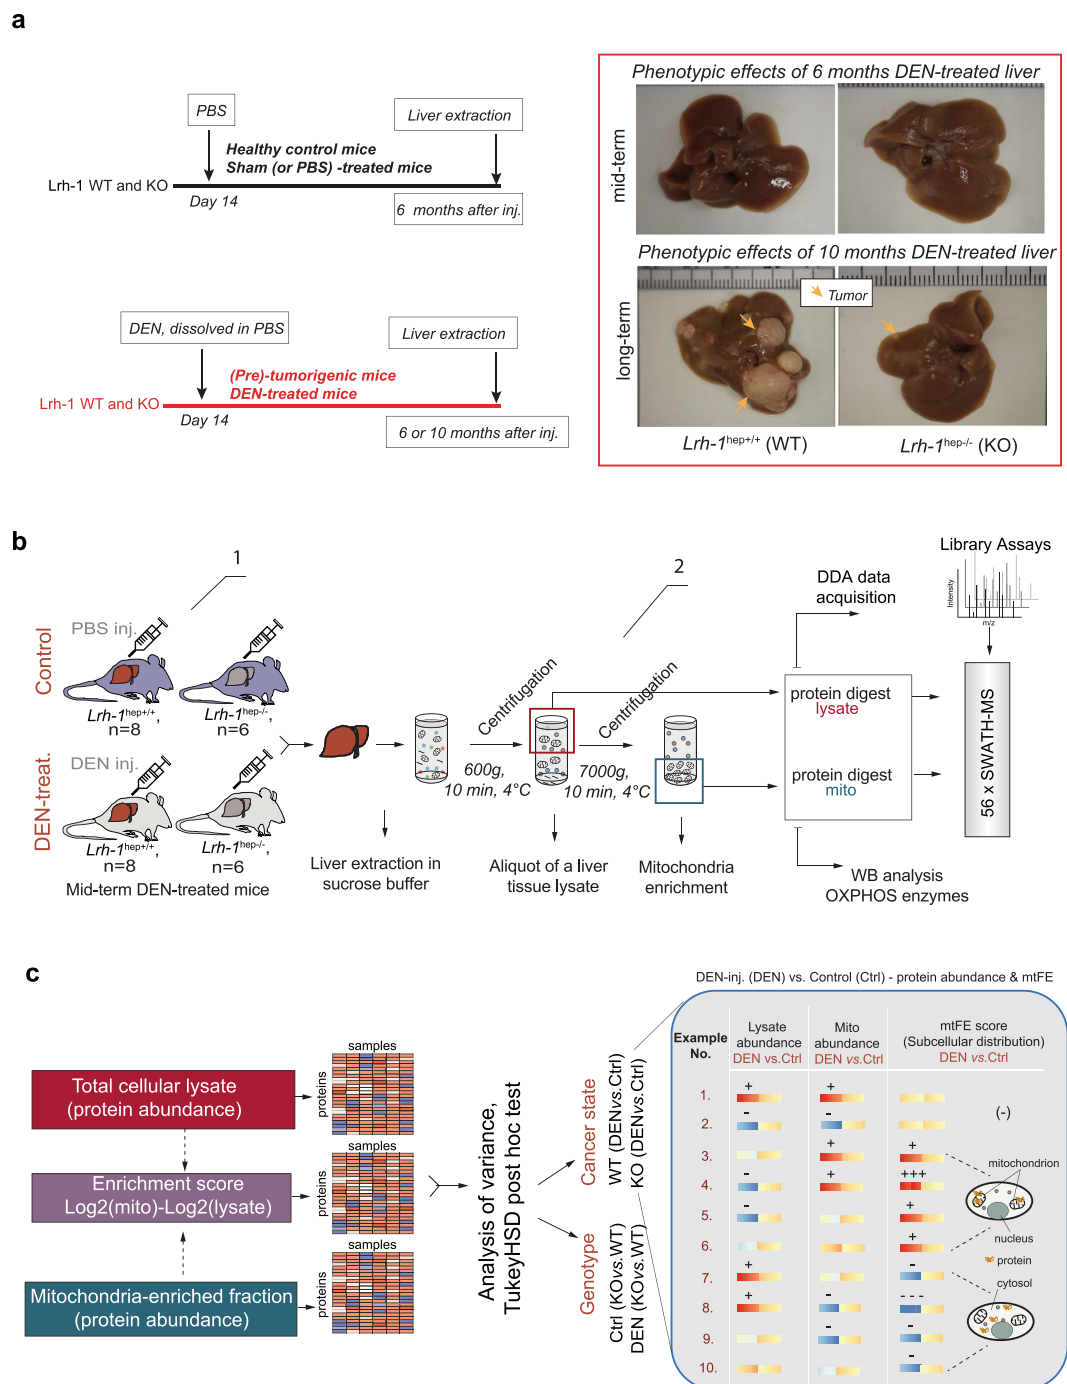 a
PBS
Liver extraction
Healthy control mice
Sham (or PBS) -treated mice
Lrh-1 WT and KO
Day 14
6 months after inj.
DEN, dissolved in PBS
Liver extraction
(Pre)-tumorigenic mice
DEN-treated mice
Lrh-1 WT and KO
Day 14
6 or 10 months after inj.
Phenotypic effects of 6 months DEN-treated liver
mid-term
Phenotypic effects of 10 months DEN-treated liver
Tumor
long-term
Lrh-1hep+/+ (WT)
Lrh-1hep-/- (KO)
b
1
2
Library Assays
Intensity
m/z
DDA data
acquisition
Control
PBS inj.
Lrh-1hep+/+,
n=8
Lrh-1hep-/-,
n=6
DEN-treat.
DEN inj.
Lrh-1hep+/+,
n=8
Lrh-1hep-/-,
n=6
Mid-term DEN-treated mice
Centrifugation
600g,
10 min, 4°C
Centrifugation
7000g,
10 min, 4°C
Liver extraction in
sucrose buffer
Aliquot of a liver
tissue lysate
Mitochondria
enrichment
protein digest
lysate
protein digest
mito
56 x SWATH-MS
WB analysis
OXPHOS enzymes
c
Total cellular lysate
(protein abundance)
Enrichment score
Log2(mito)-Log2(lysate)
Mitochondria-enriched fraction
(protein abundance)
samples
proteins
samples
proteins
samples
proteins
Analysis of variance,
TukeyHSD post hoc test
Cancer state
WT (DENvs.Ctrl)
KO (DENvs.Ctrl)
Genotype
Ctrl (KOvs.WT)
DEN (KOvs.WT)
DEN-inj. (DEN) vs. Control (Ctrl) - protein abundance & mtFE
Example
No.
Lysate
abundance
DEN vs.Ctrl
Mito
abundance
DEN vs.Ctrl
mtFE score
(Subcellular distribution)
DEN vs.Ctrl
+ +
1.
- -
2.
(-)
+ +
3.
- + +++
4.
- +
5.
+
6.
+ -
7.
+ - - - -
8.
-
9.
-
10.
mitochondrion
nucleus
protein
cytosol